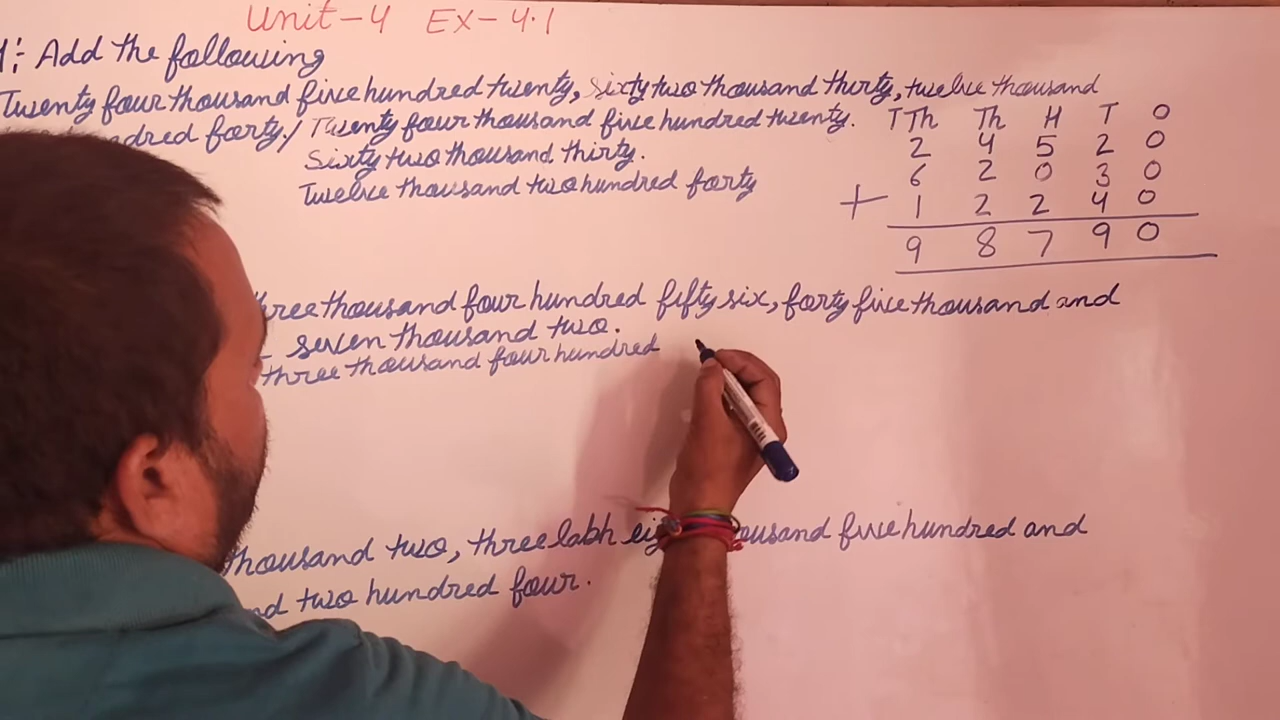 Unit-4 Ex-4.1
1:- Add the following
Twenty four thousand five hundred twenty, sixty two thousand thirty, twelve thousand
hundred forty./ Twenty four thousand five hundred twenty.
Sixty two thousand thirty.
Twelve thousand two hundred forty
TTh Th H T O
2 4 5 2 0
6 2 0 3 0
+ 1 2 2 4 0
9 8 7 9 0
three thousand four hundred fifty six, forty five thousand and
seven thousand two.
three thousand four hundred
thousand two, three lakh thousand five hundred and
two hundred four.